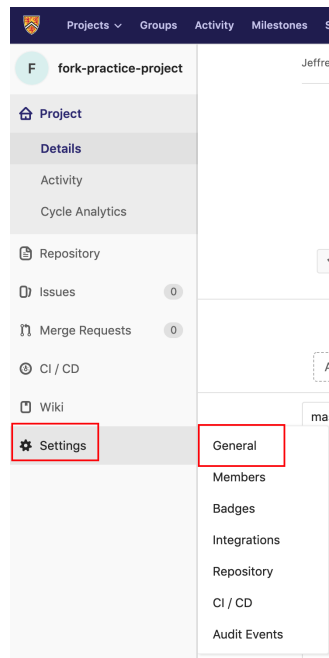 Projects Groups Activity Milestones
F fork-practice-project
Project
Details
Activity
Cycle Analytics
Repository
Issues 0
Merge Requests 0
CI / CD
Wiki
Settings
General
Members
Badges
Integrations
Repository
CI / CD
Audit Events